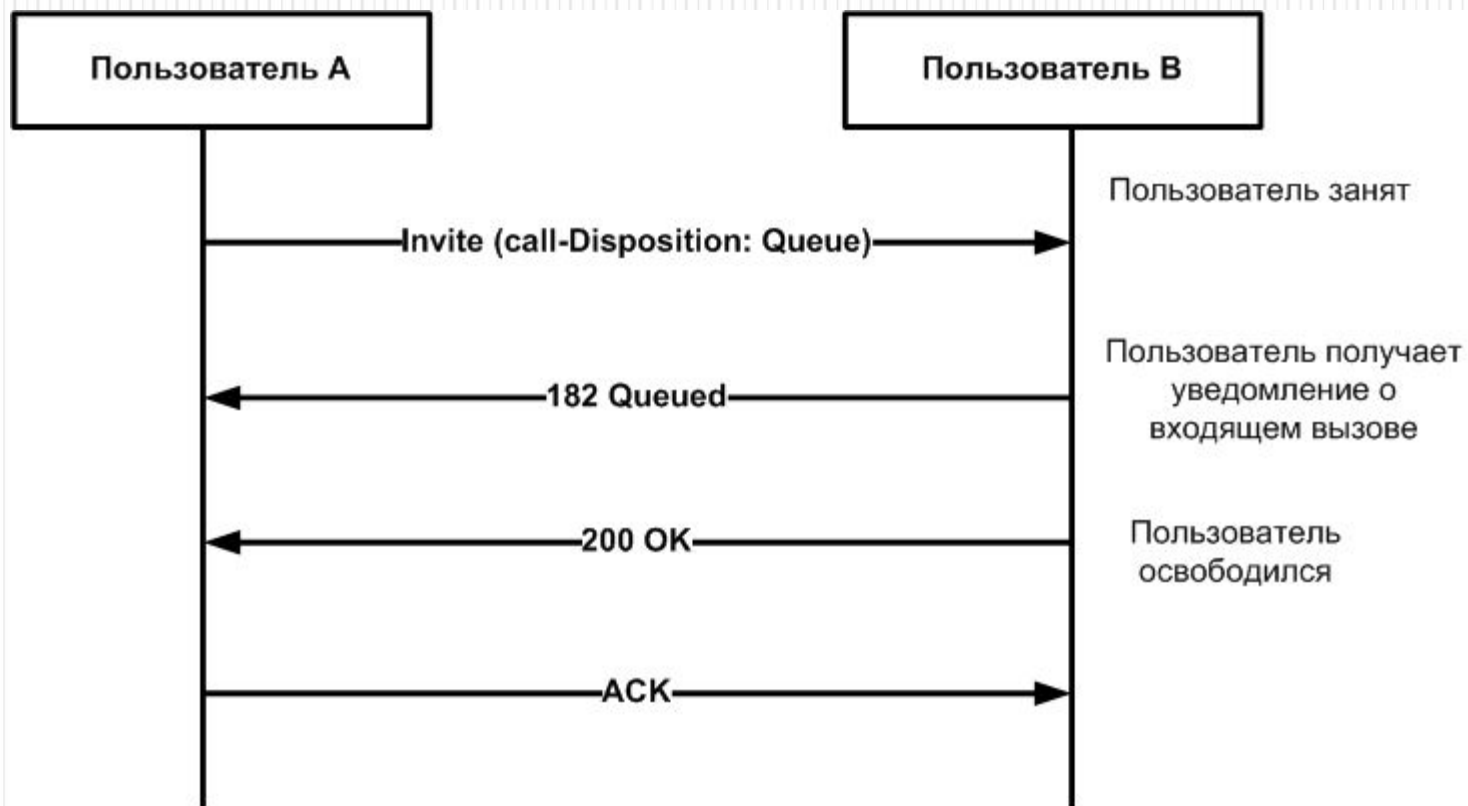 Пользователь А
Пользователь В
Пользователь занят
Invite (call-Disposition: Queue)
Пользователь получает
уведомление о
входящем вызове
182 Queued
200 OK
Пользователь
освободился
ACK